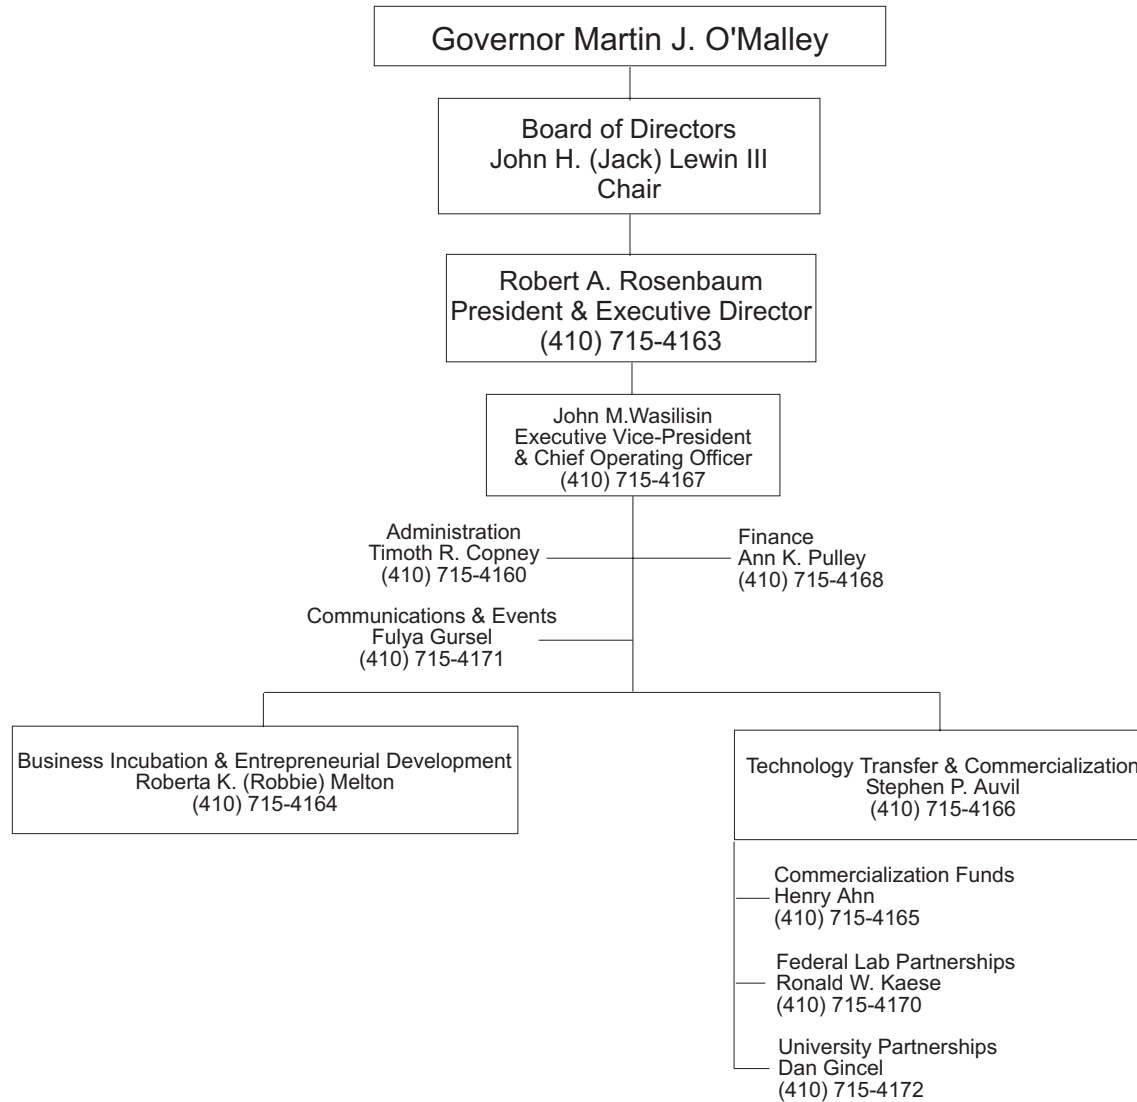 Governor Martin J. O'Malley
Board of Directors
John H. (Jack) Lewin III
Chair
Robert A. Rosenbaum
President & Executive Director
(410) 715-4163
John M.Wasilisin
Executive Vice-President
& Chief Operating Officer
(410) 715-4167
Administration
Timoth R. Copney
(410) 715-4160
Finance
Ann K. Pulley
(410) 715-4168
Communications & Events
Fulya Gursel
(410) 715-4171
Business Incubation & Entrepreneurial Development
Roberta K. (Robbie) Melton
(410) 715-4164
Technology Transfer & Commercialization
Stephen P. Auvil
(410) 715-4166
Commercialization Funds
Henry Ahn
(410) 715-4165
Federal Lab Partnerships
Ronald W. Kaese
(410) 715-4170
University Partnerships
Dan Gincel
(410) 715-4172